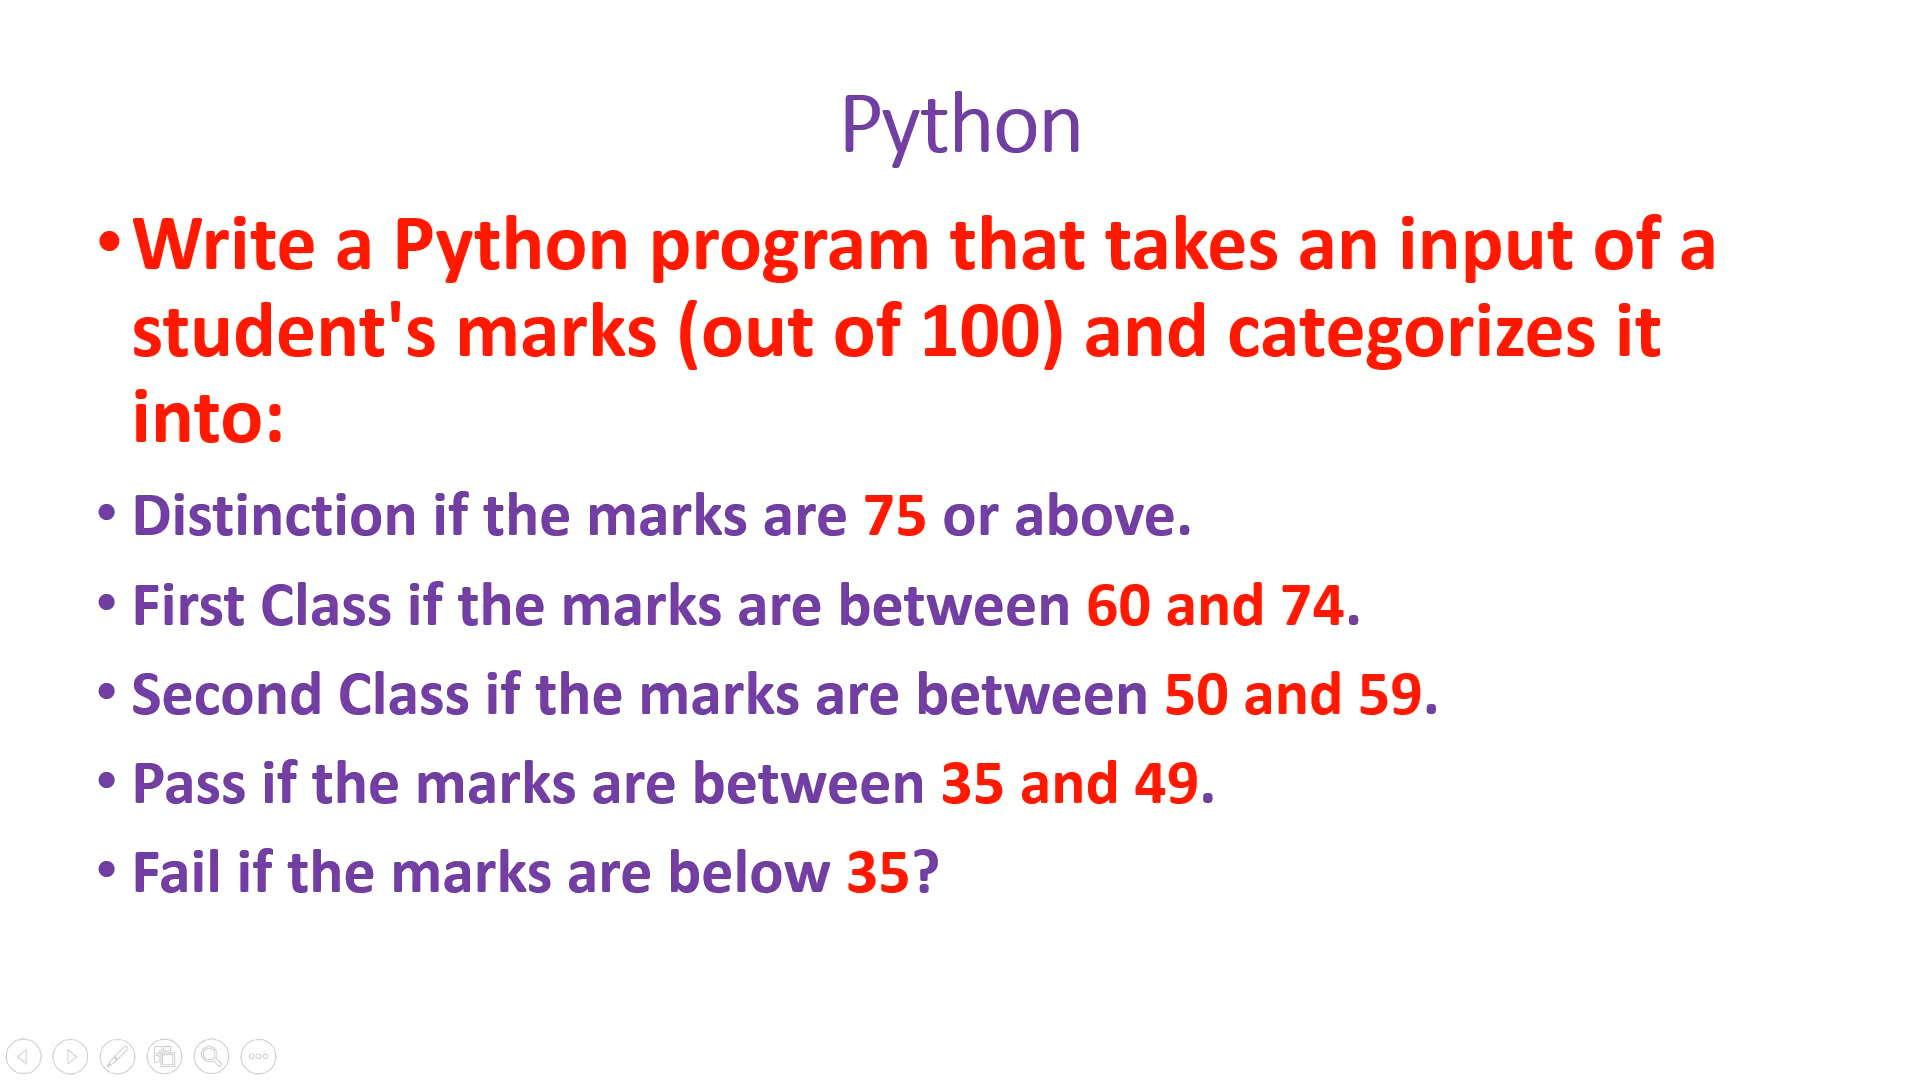 Python
• Write a Python program that takes an input of a
student's marks (out of 100) and categorizes it
into:
• Distinction if the marks are 75 or above.
• First Class if the marks are between 60 and 74.
• Second Class if the marks are between 50 and 59.
• Pass if the marks are between 35 and 49.
• Fail if the marks are below 35?